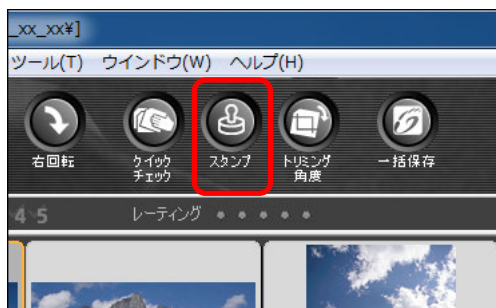 _xx_xx¥]
ツール(T) ウインドウ(W) ヘルプ(H)
右回転 クイック
チェック スタンプ トリミング
角度 一括保存
4 5 レーティング